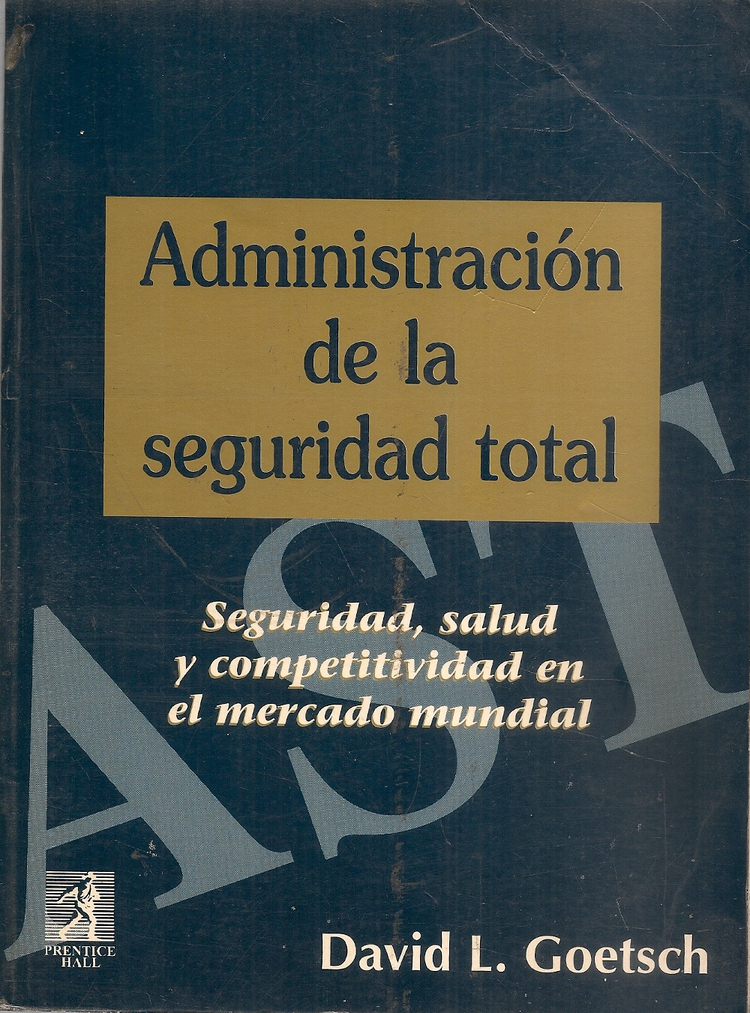 Administración
de la
seguridad total
AST
Seguridad, salud
y competitividad en
el mercado mundial
PRENTICE
HALL
David L. Goetsch